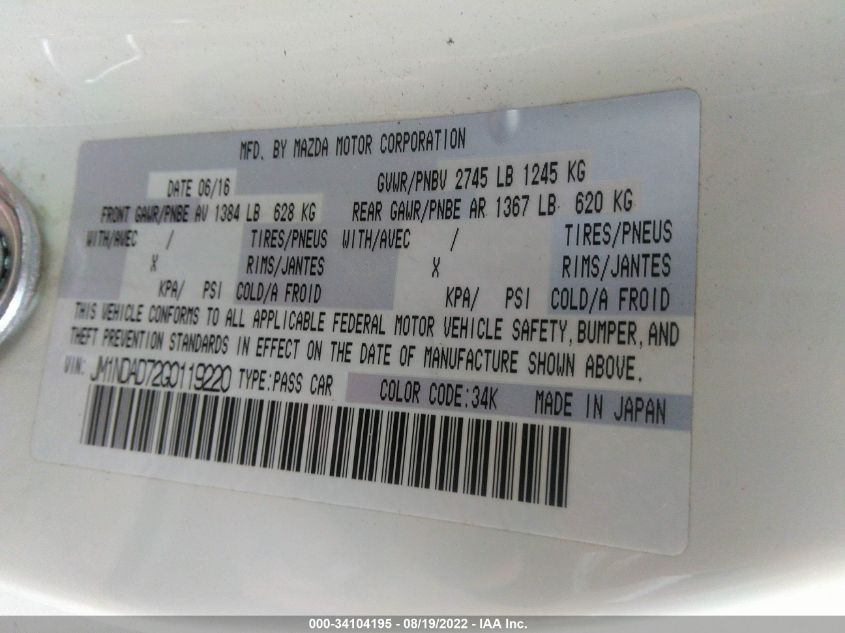 MFD. BY MAZDA MOTOR CORPORATION
DATE 06/16 GVWR/PNBV 2745 LB 1245 KG
FRONT GAWR/PNBE AV 1384 LB 628 KG REAR GAWR/PNBE AR 1367 LB 620 KG
WITH/AVEC / TIRES/PNEUS WITH/AVEC / TIRES/PNEUS
X RIMS/JANTES X RIMS/JANTES
KPA/ PSI COLD/A FROID KPA/ PSI COLD/A FROID
THIS VEHICLE CONFORMS TO ALL APPLICABLE FEDERAL MOTOR VEHICLE SAFETY, BUMPER, AND
THEFT PREVENTION STANDARDS IN EFFECT ON THE DATE OF MANUFACTURE SHOWN ABOVE.
VIN: JM1NDAD72G0119220 TYPE:PASS CAR COLOR CODE:34K MADE IN JAPAN
000-34104195 - 08/19/2022 - IAA Inc.